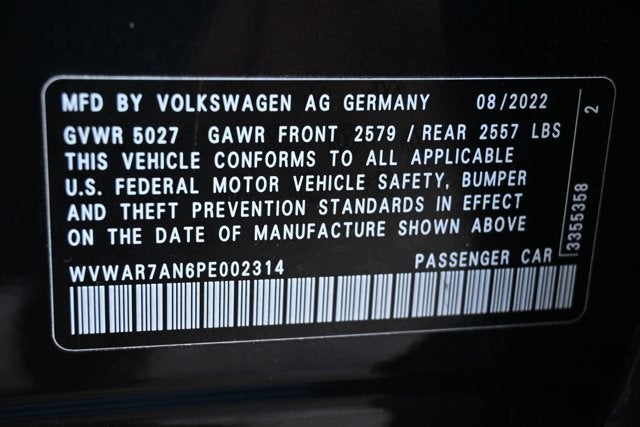 MFD BY VOLKSWAGEN AG GERMANY 08/2022
GVWR 5027 GAWR FRONT 2579 / REAR 2557 LBS
THIS VEHICLE CONFORMS TO ALL APPLICABLE
U.S. FEDERAL MOTOR VEHICLE SAFETY, BUMPER
AND THEFT PREVENTION STANDARDS IN EFFECT
ON THE DATE OF MANUFACTURE SHOWN ABOVE
WVWAR7AN6PE002314 PASSENGER CAR
3355358 2